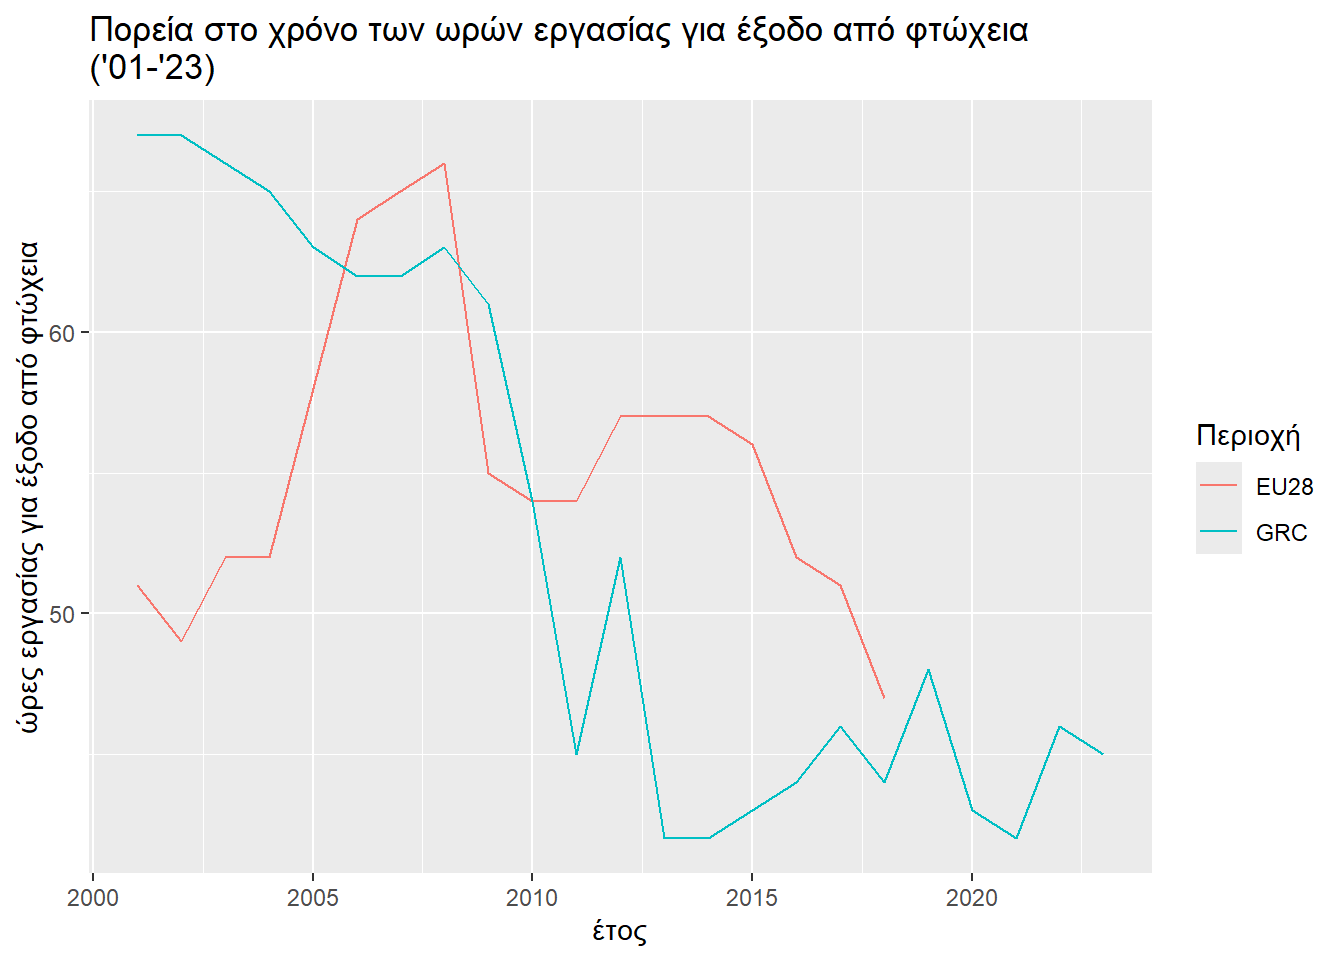 Πορεία στο χρόνο των ωρών εργασίας για έξοδο από φτώχεια
('01-'23)
ώρες εργασίας για έξοδο από φτώχεια
60
50
2000
2005
2010
2015
2020
έτος
Περιοχή
EU28
GRC